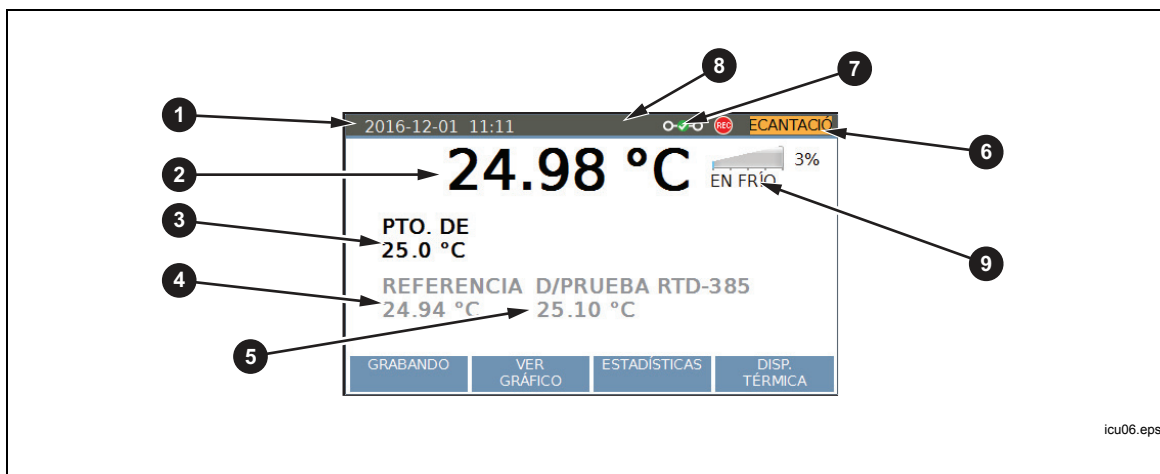 8
7
1
2016-12-01 11:11
REC
ECANTACIÓ
6
2
24.98 °C
3%
EN FRÍO
3
PTO. DE
25.0 °C
9
4
REFERENCIA D/PRUEBA RTD-385
24.94 °C 25.10 °C
5
GRABANDO
VER
GRÁFICO
ESTADÍSTICAS
DISP.
TÉRMICA
icu06.eps